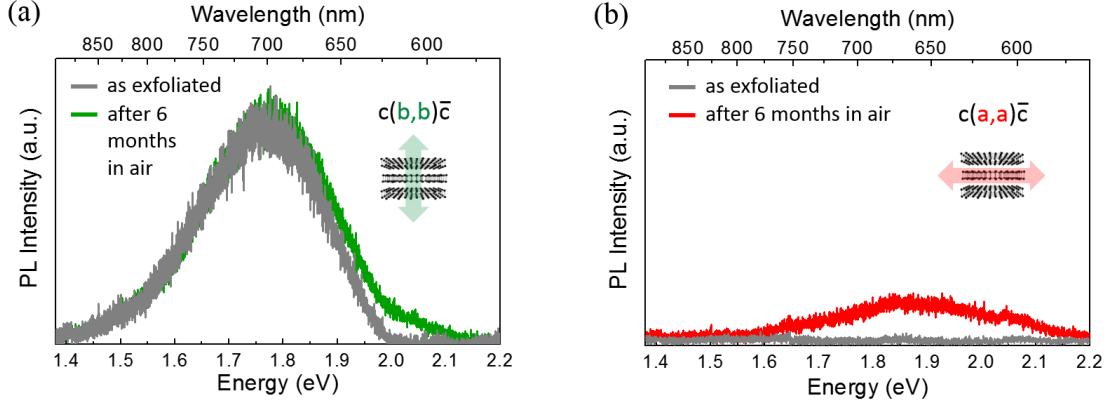 (a)
Wavelength (nm)
850 800 750 700 650 600
as exfoliated
after 6
months
in air
c(b,b)c̅
PL Intensity (a.u.)
1.4 1.5 1.6 1.7 1.8 1.9 2.0 2.1 2.2
Energy (eV)
(b)
Wavelength (nm)
850 800 750 700 650 600
as exfoliated
after 6 months in air
c(a,a)c̅
PL Intensity (a.u.)
1.4 1.5 1.6 1.7 1.8 1.9 2.0 2.1 2.2
Energy (eV)